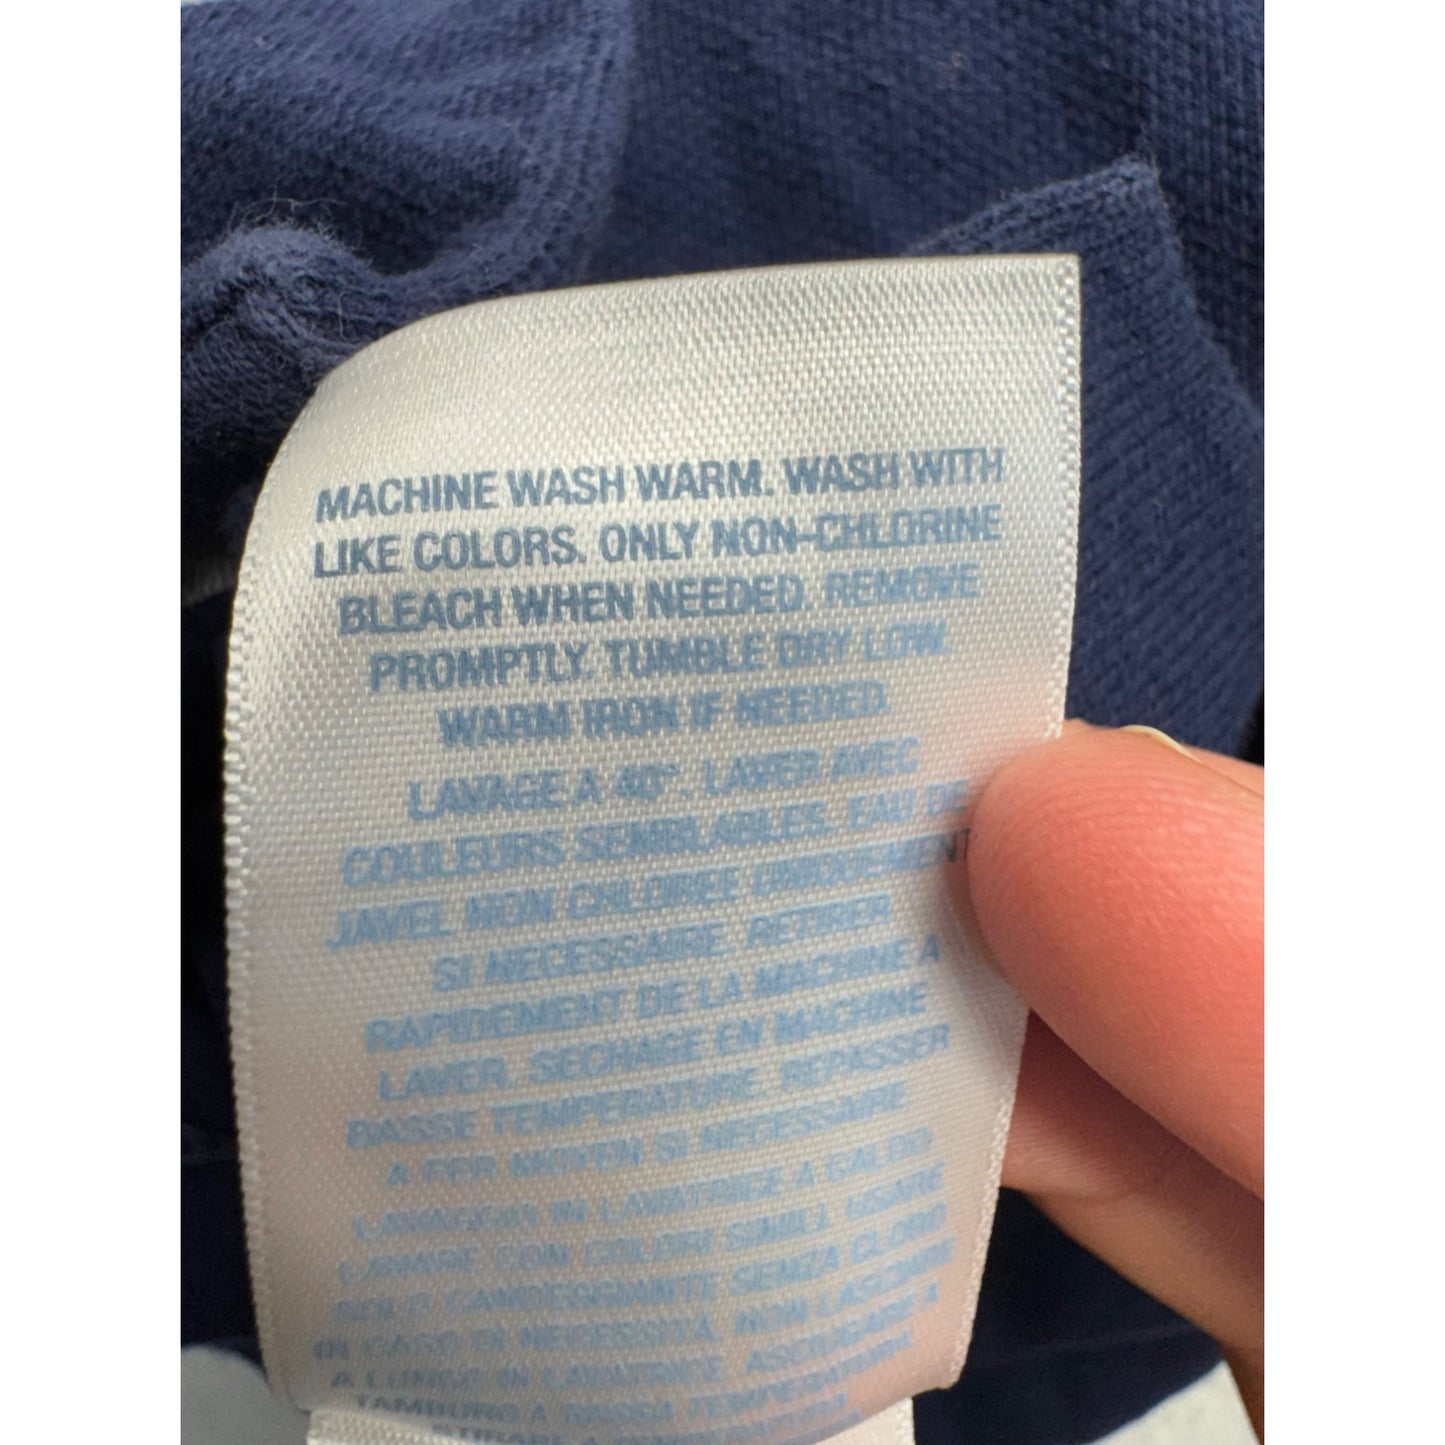 MACHINE WASH WARM. WASH WITH
LIKE COLORS. ONLY NON-CHLORINE
BLEACH WHEN NEEDED. REMOVE
PROMPTLY. TUMBLE DRY LOW.
WARM IRON IF NEEDED.
LAVAGE A 40°. LAVER AVEC
COULEURS SEMBLABLES. EAU DE
JAVEL NON CHLOREE UNIQUEMENT
SI NECESSAIRE. RETIRER
RAPIDEMENT DE LA MACHINE A
LAVER. SECHAGE EN MACHINE
BASSE TEMPERATURE. REPASSER
A FER MOYEN SI NECESSAIRE
LAVAGGIO IN LAVATRICE A CALDO
LAVARE CON COLORI SIMILI. USARE
SOLO CANDEGGIANTE SENZA CLORO
IN CASO DI NECESSITÀ. NON LASCIARE
A LUNGO IN LAVATRICE. ASCIUGARE A
TAMBURO A BASSA TEMPERATURA